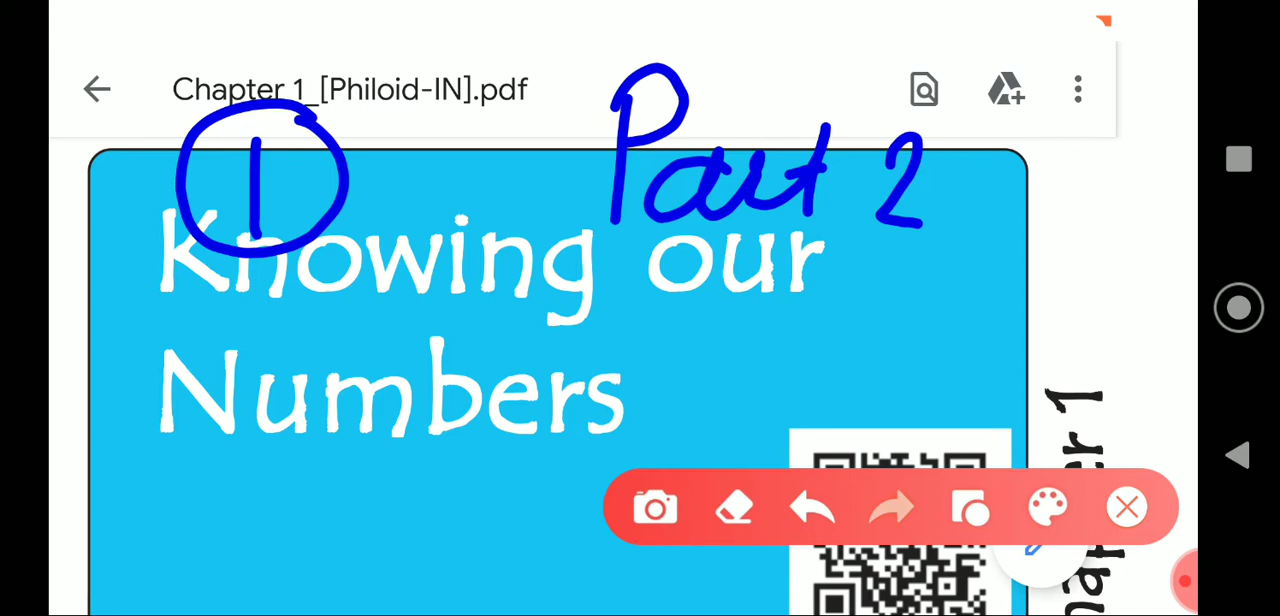 Chapter 1_[Philoid-IN].pdf
1
Part 2
Knowing our
Numbers
Chapter 1